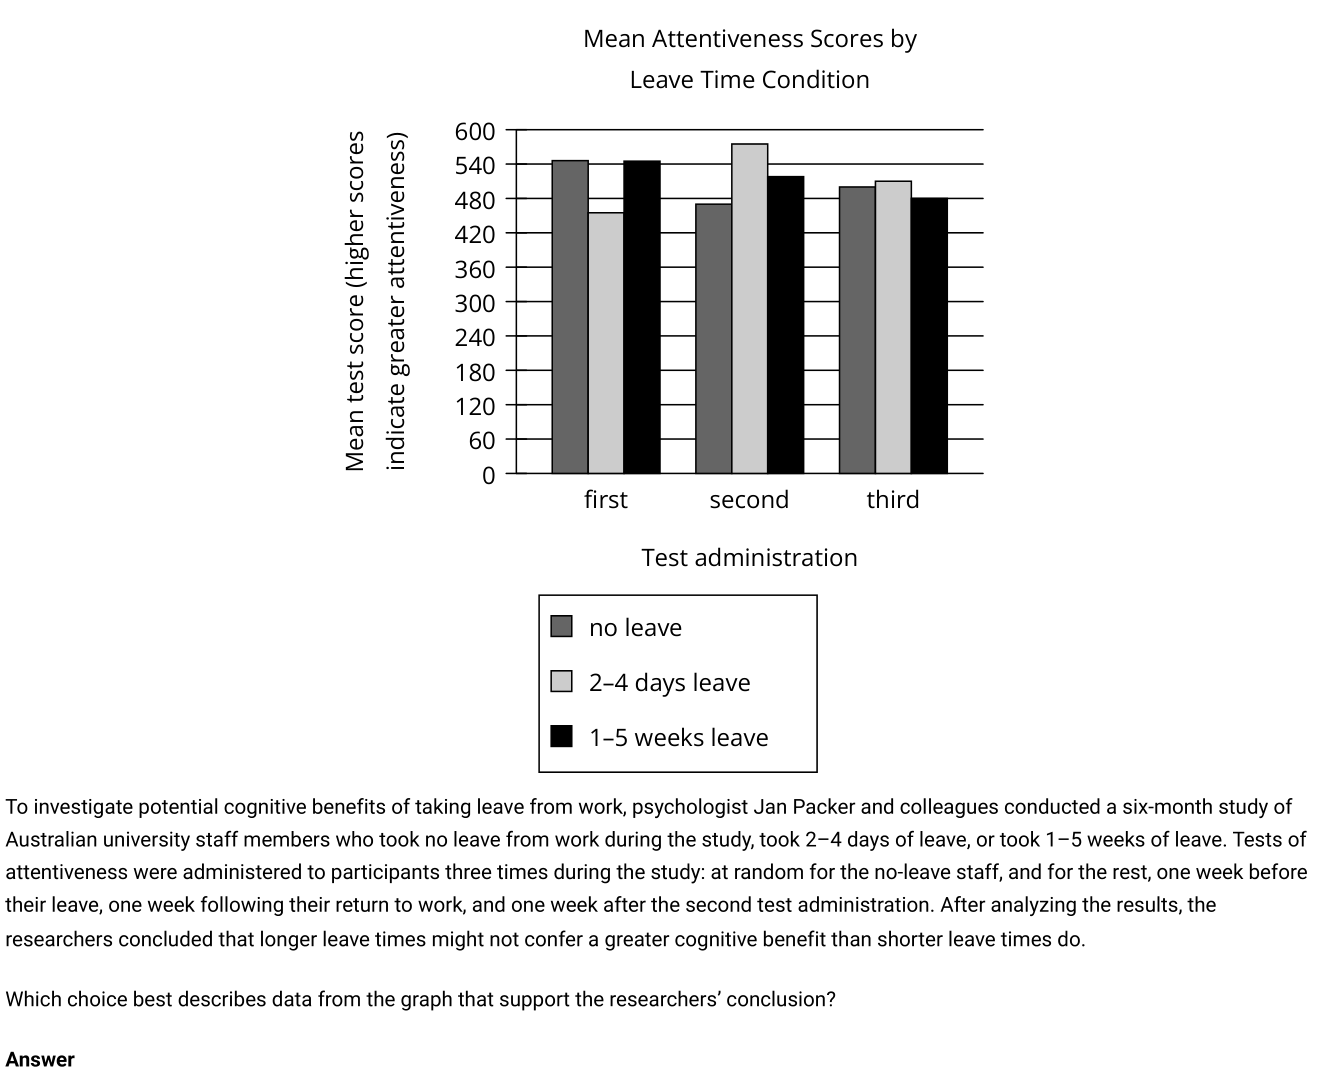 Mean Attentiveness Scores by
Leave Time Condition
Mean test score (higher scores
indicate greater attentiveness)
600
540
480
420
360
300
240
180
120
60
0
first second third
Test administration
no leave
2–4 days leave
1–5 weeks leave
To investigate potential cognitive benefits of taking leave from work, psychologist Jan Packer and colleagues conducted a six-month study of
Australian university staff members who took no leave from work during the study, took 2–4 days of leave, or took 1–5 weeks of leave. Tests of
attentiveness were administered to participants three times during the study: at random for the no-leave staff, and for the rest, one week before
their leave, one week following their return to work, and one week after the second test administration. After analyzing the results, the
researchers concluded that longer leave times might not confer a greater cognitive benefit than shorter leave times do.
Which choice best describes data from the graph that support the researchers’ conclusion?
Answer